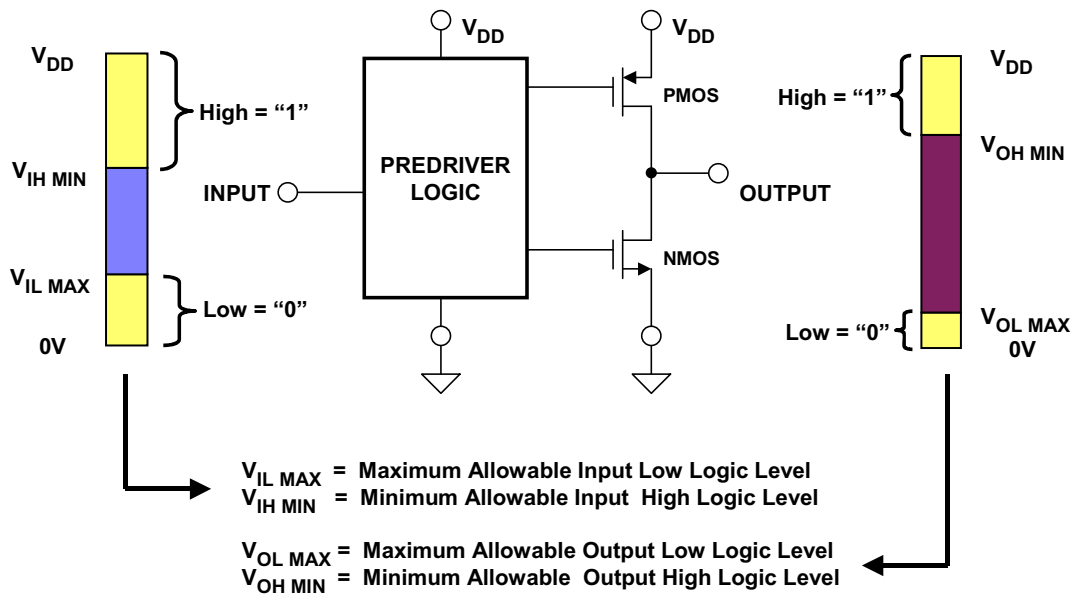 VDD
VDD
VDD
VDD
High = “1”
PMOS
High = “1”
VIH MIN
PREDRIVER
LOGIC
VOH MIN
INPUT
OUTPUT
VIL MAX
NMOS
Low = “0”
Low = “0”
VOL MAX
0V
0V
VIL MAX = Maximum Allowable Input Low Logic Level
VIH MIN = Minimum Allowable Input High Logic Level
VOL MAX = Maximum Allowable Output Low Logic Level
VOH MIN = Minimum Allowable Output High Logic Level